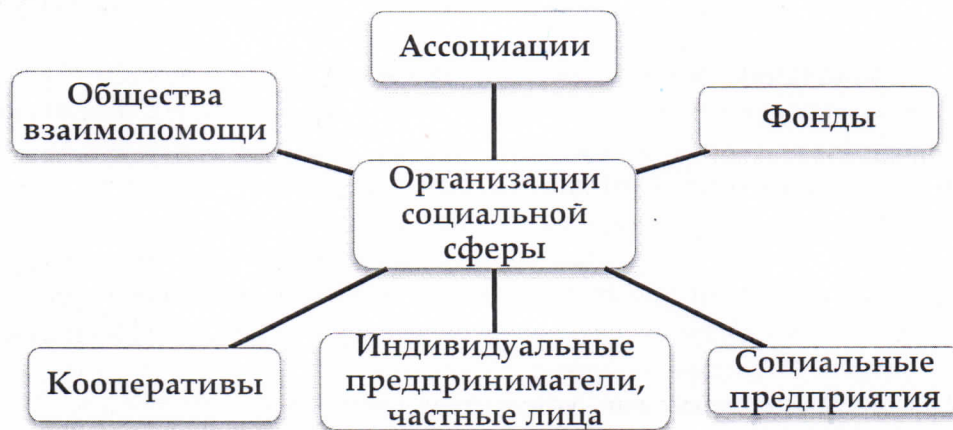 Ассоциации
Общества
взаимопомощи
Фонды
Организации
социальной
сферы
Кооперативы
Индивидуальные
предприниматели,
частные лица
Социальные
предприятия